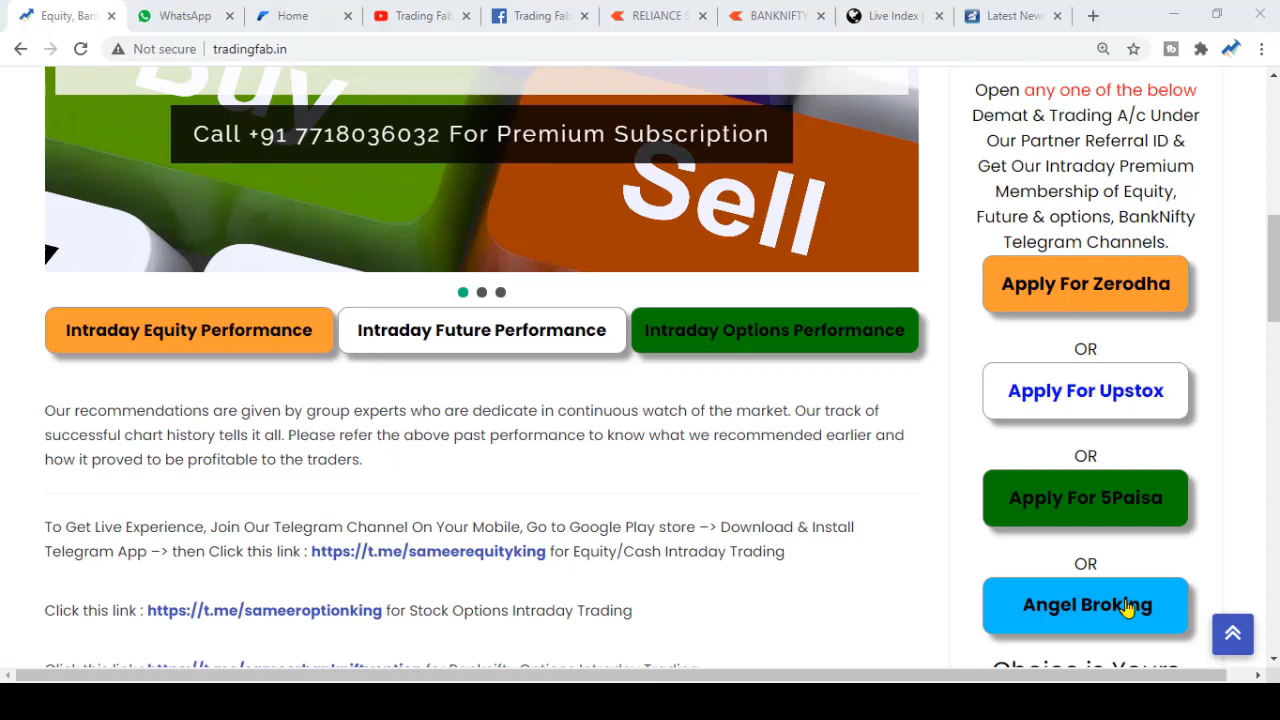 Equity, Ban
WhatsApp
Home
Trading Fab
Trading Fab
RELIANCE S
BANKNIFTY
Live Index |
Latest New
Not secure | tradingfab.in
Buy
Call +91 7718036032 For Premium Subscription
Sell
Intraday Equity Performance
Intraday Future Performance
Intraday Options Performance
Our recommendations are given by group experts who are dedicate in continuous watch of the market. Our track of
successful chart history tells it all. Please refer the above past performance to know what we recommended earlier and
how it proved to be profitable to the traders.
To Get Live Experience, Join Our Telegram Channel On Your Mobile, Go to Google Play store –> Download & Install
Telegram App –> then Click this link : https://t.me/sameerequityking for Equity/Cash Intraday Trading
Click this link : https://t.me/sameeroptionking for Stock Options Intraday Trading
Open any one of the below
Demat & Trading A/c Under
Our Partner Referral ID &
Get Our Intraday Premium
Membership of Equity,
Future & options, BankNifty
Telegram Channels.
Apply For Zerodha
OR
Apply For Upstox
OR
Apply For 5Paisa
OR
Angel Broking
Choice is Yours